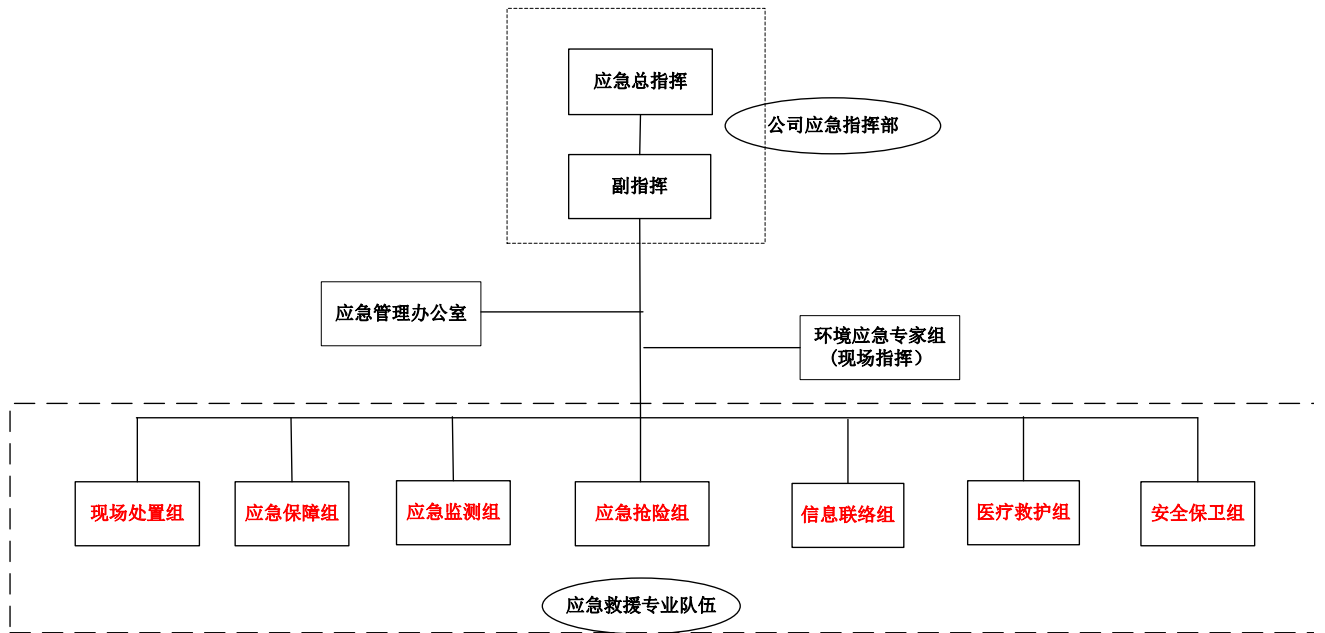 应急总指挥
公司应急指挥部
副指挥
应急管理办公室
环境应急专家组
(现场指挥）
现场处置组
应急保障组
应急监测组
应急抢险组
信息联络组
医疗救护组
安全保卫组
应急救援专业队伍